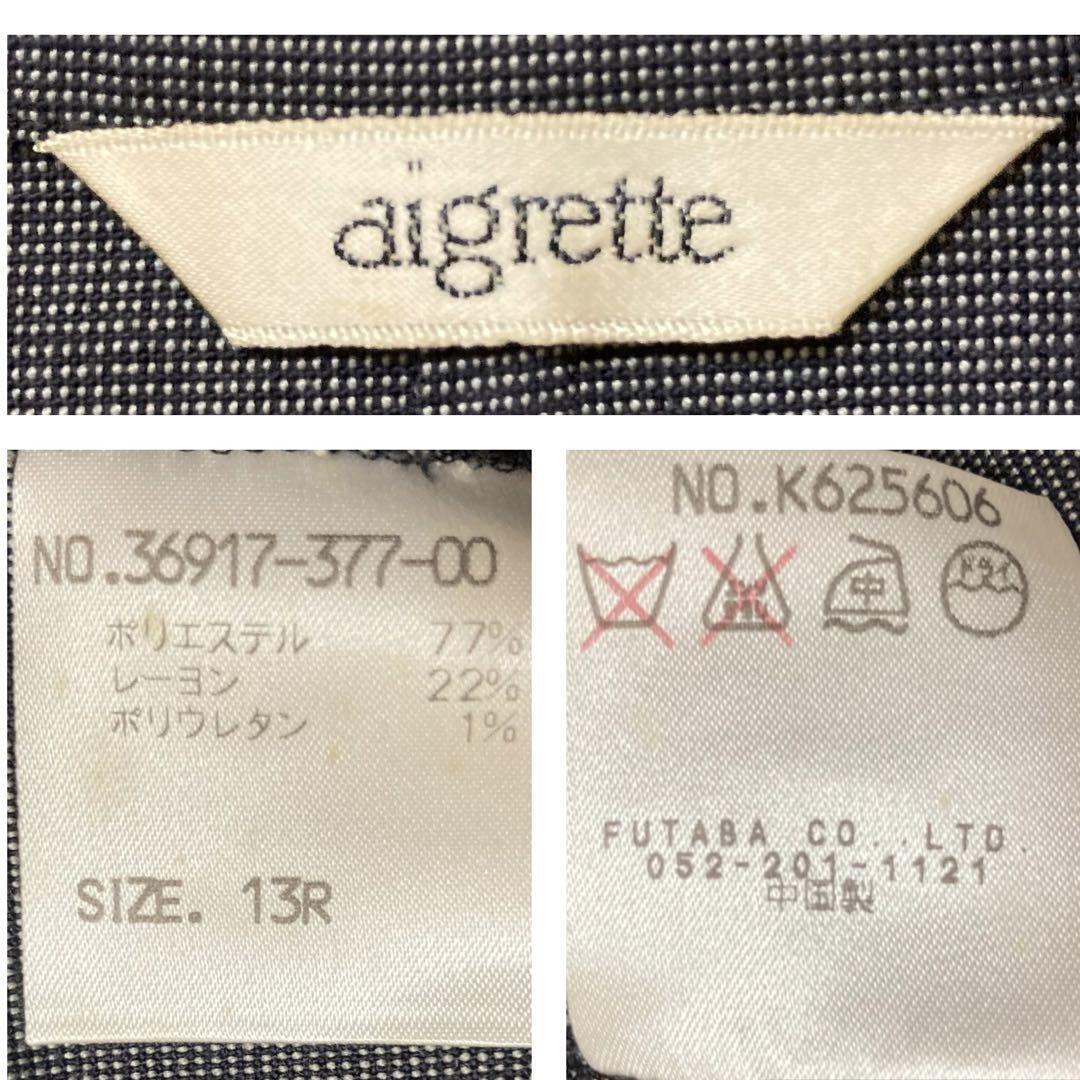 aigrette
NO.36917-377-00
ポリエステル 77%
レーヨン 22%
ポリウレタン 1%
SIZE. 13R
NO.K625606
中 ドライ
FUTABA CO., LTD.
052-201-1121
中国製